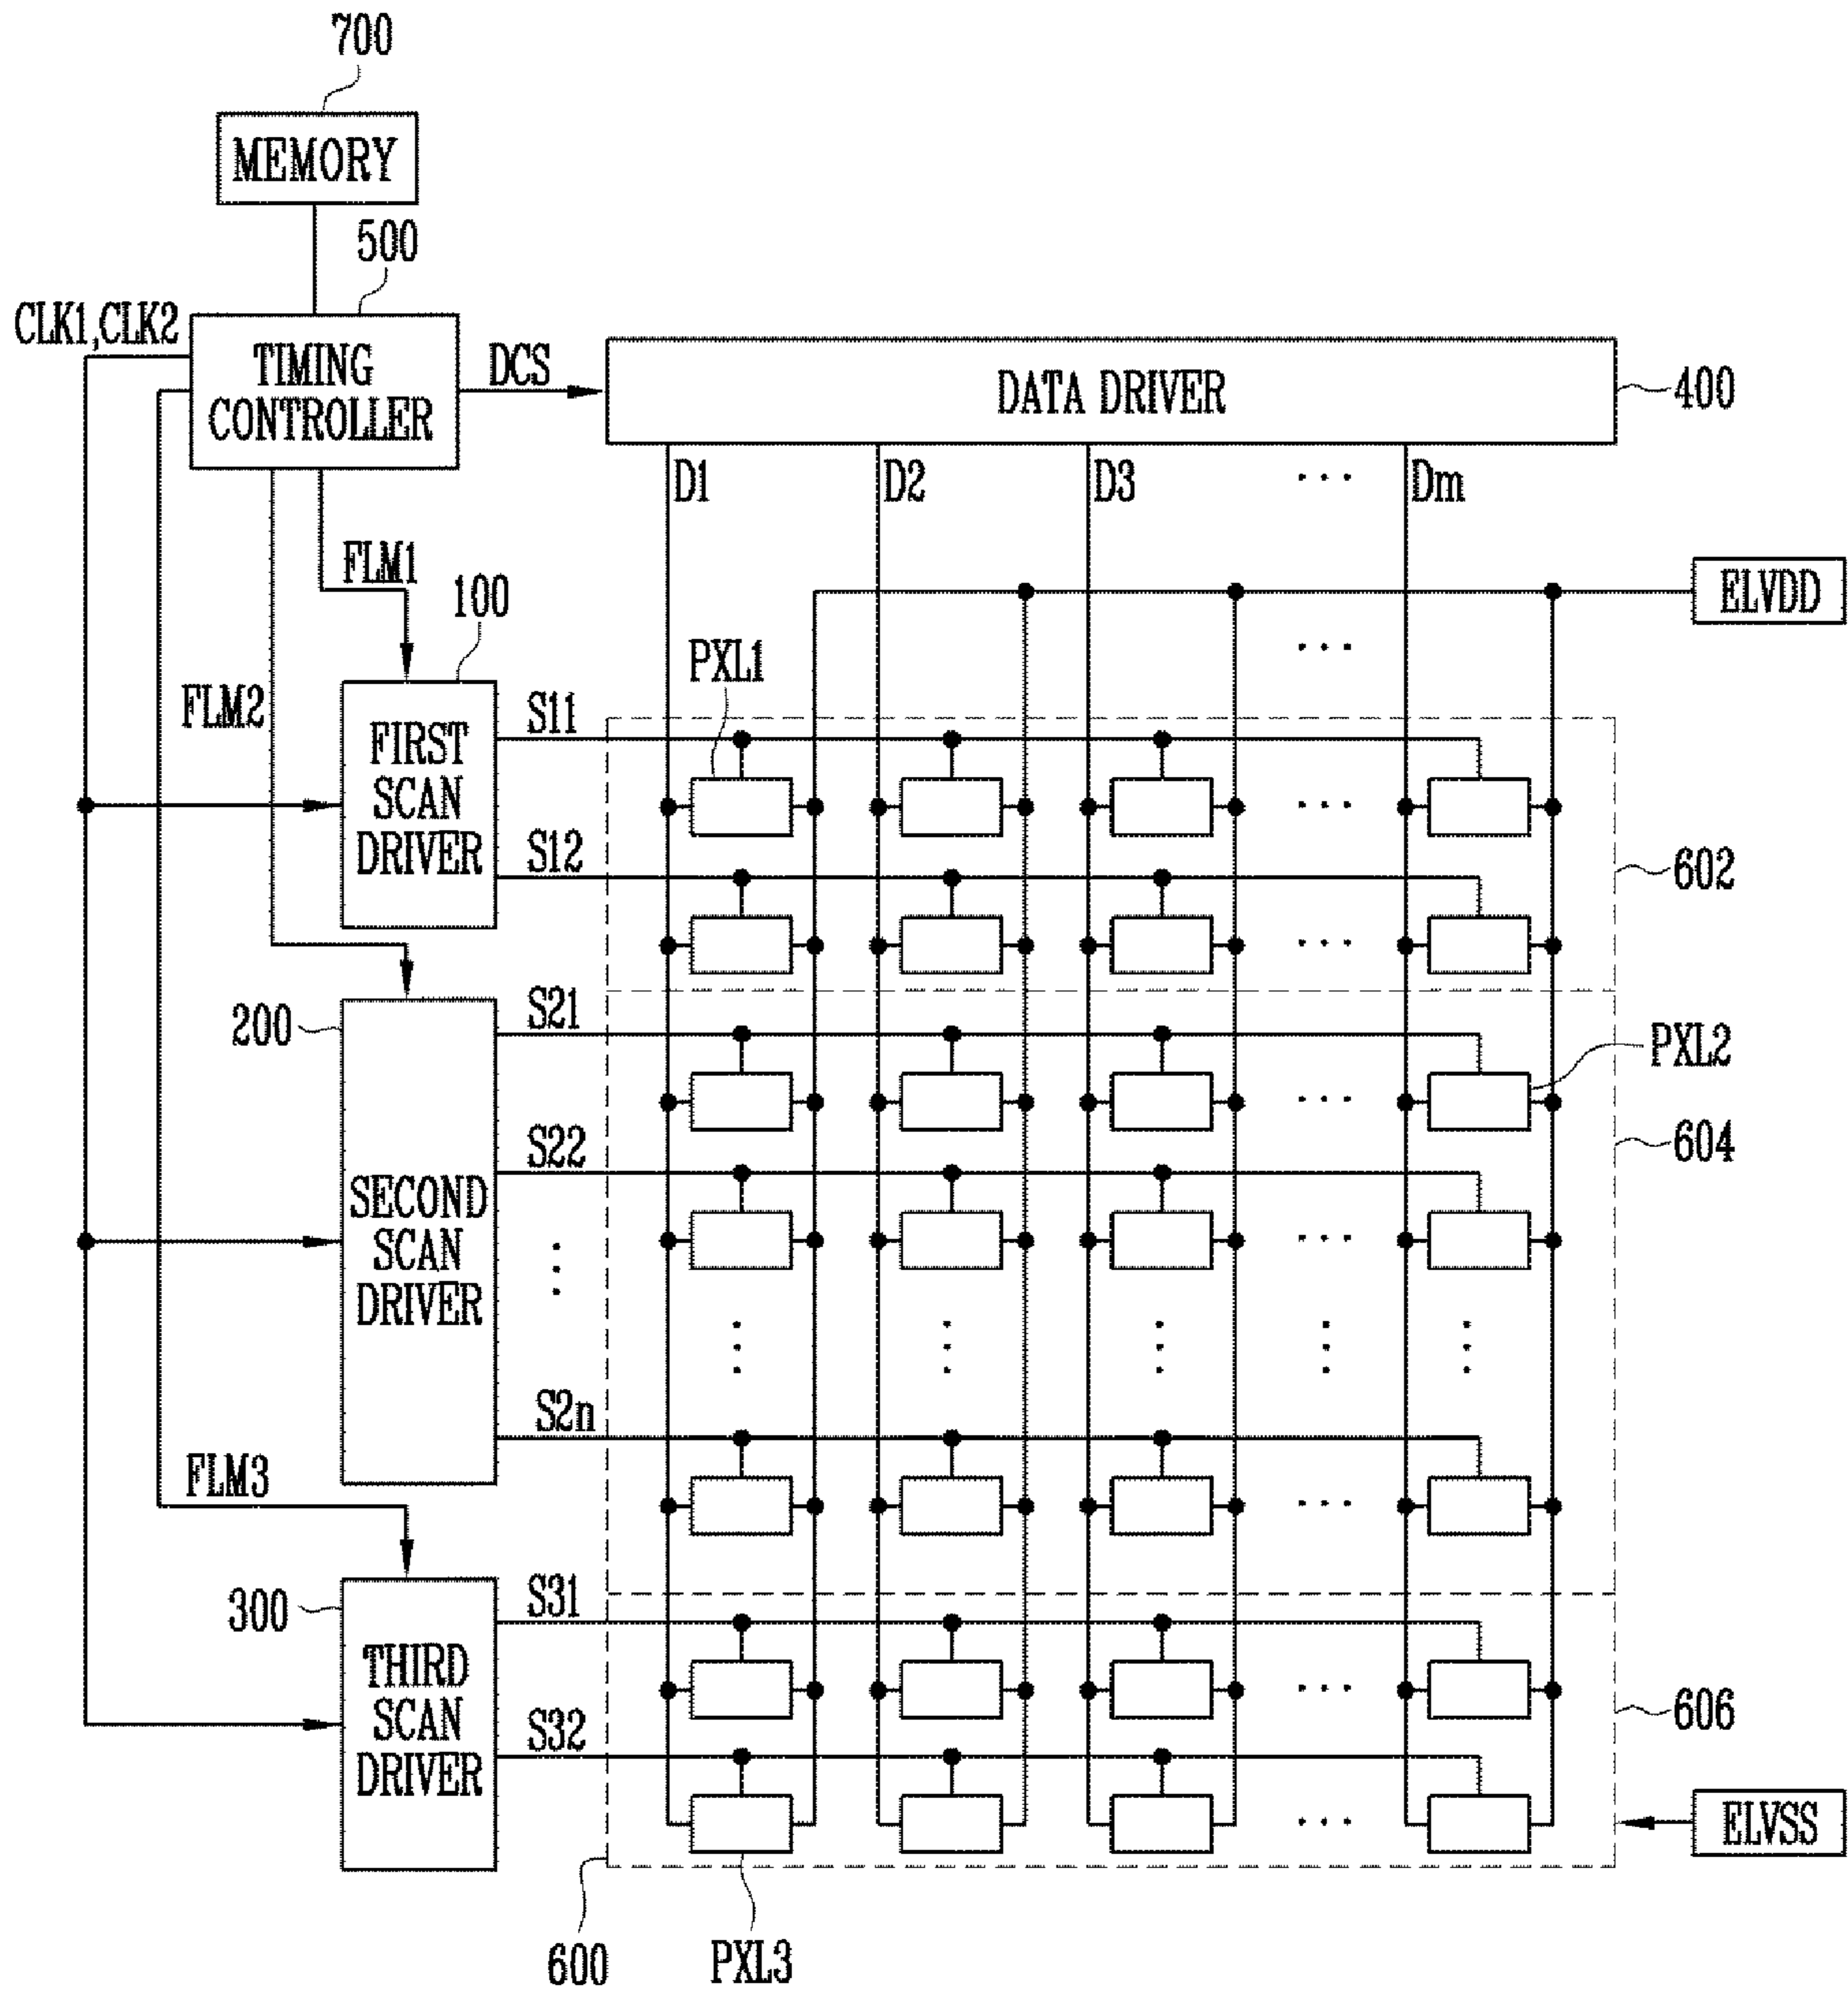 700
MEMORY
500
CLK1,CLK2
TIMING
CONTROLLER
DCS
DATA DRIVER
400
D1
D2
D3
...
Dm
FLM1
ELVDD
100
...
PXL1
FLM2
S11
FIRST
SCAN
DRIVER
...
S12
602
...
200
S21
PXL2
...
604
S22
SECOND
SCAN
DRIVER
...
S2n
FLM3
...
300
S31
THIRD
SCAN
DRIVER
...
606
S32
...
ELVSS
600
PXL3